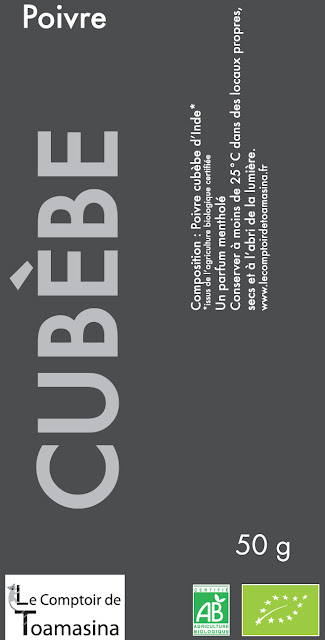 Poivre
CUBÈBE
Composition : Poivre cubèbe d'Inde*
*issus de l'agriculture biologique certifiée
Un parfum mentholé
Conserver à moins de 25°C dans des locaux propres,
secs et à l'abri de la lumière.
www.lecomptoirdetoamasina.fr
50 g
Le Comptoir de
Toamasina
CERTIFIÉ
AB
AGRICULTURE
BIOLOGIQUE